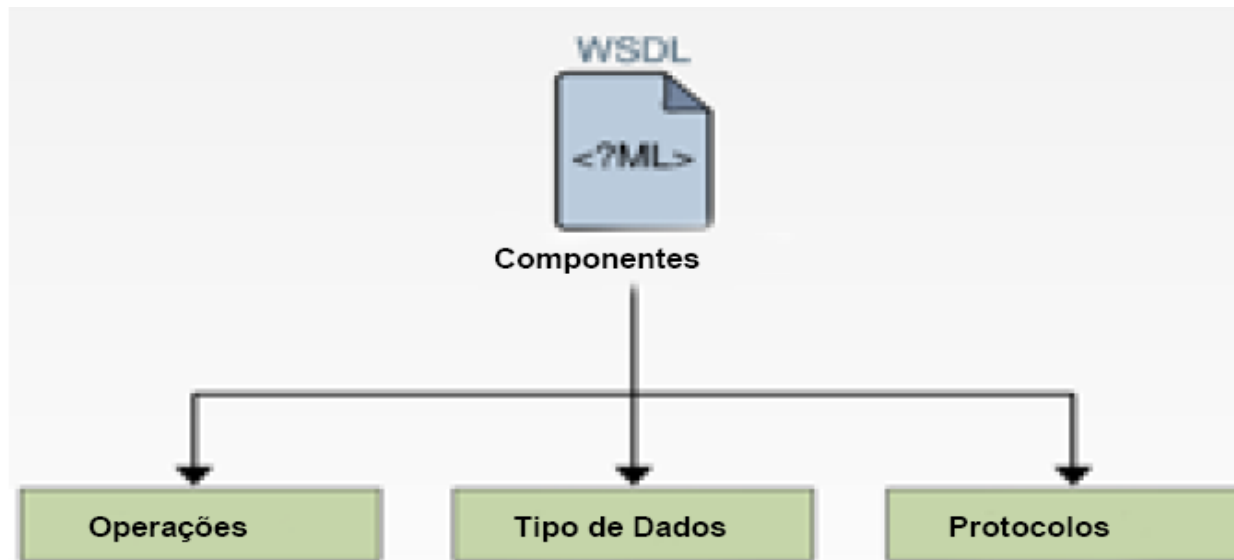 WSDL
<?ML>
Componentes
Operações
Tipo de Dados
Protocolos